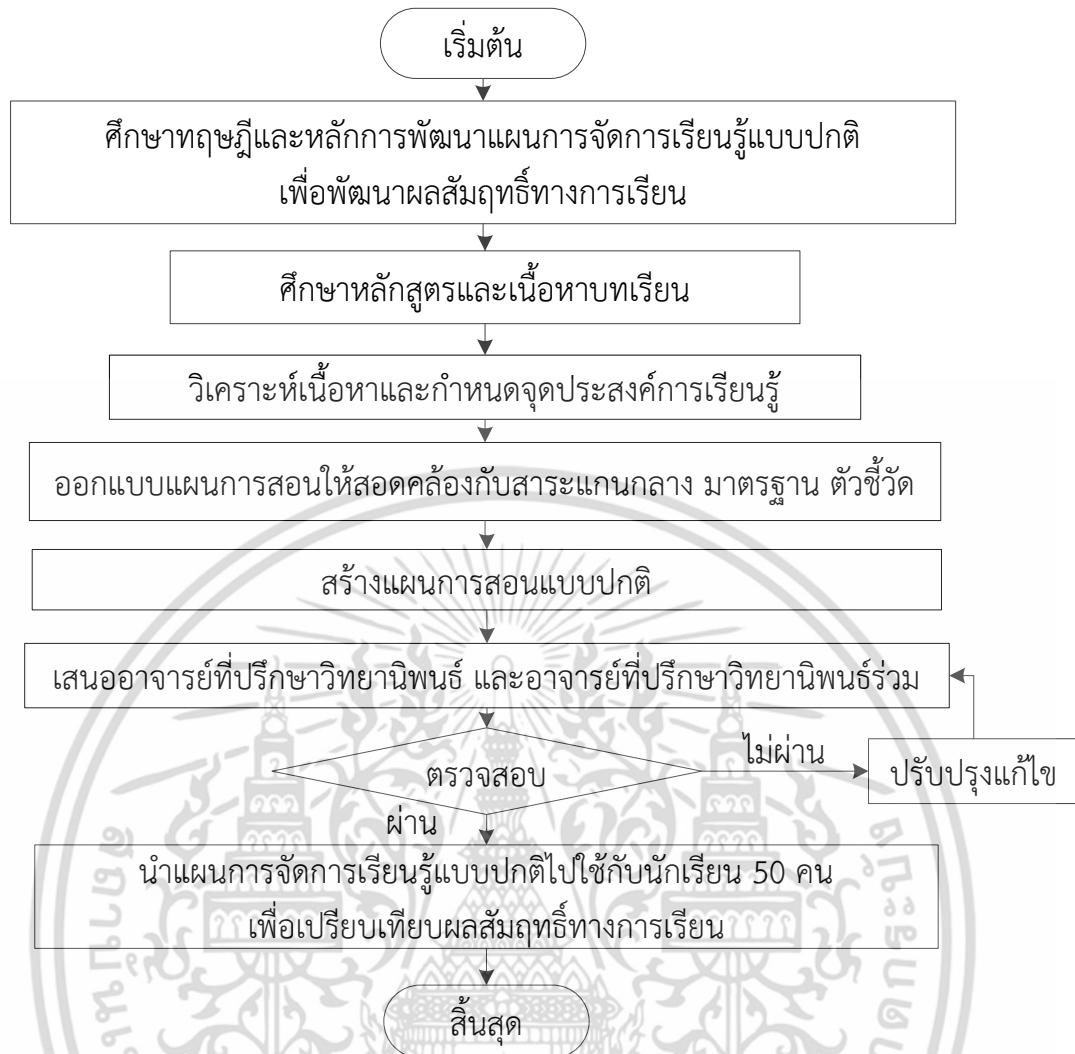 เริ่มต้น
ศึกษาทฤษฎีและหลักการพัฒนาแผนการจัดการเรียนรู้แบบปกติ
เพื่อพัฒนาผลสัมฤทธิ์ทางการเรียน
ศึกษาหลักสูตรและเนื้อหาบทเรียน
วิเคราะห์เนื้อหาและกำหนดจุดประสงค์การเรียนรู้
ออกแบบแผนการสอนให้สอดคล้องกับสาระแกนกลาง มาตรฐาน ตัวชี้วัด
สร้างแผนการสอนแบบปกติ
เสนออาจารย์ที่ปรึกษาวิทยานิพนธ์ และอาจารย์ที่ปรึกษาวิทยานิพนธ์ร่วม
ไม่ผ่าน
ตรวจสอบ
ปรับปรุงแก้ไข
ผ่าน
นำแผนการจัดการเรียนรู้แบบปกติไปใช้กับนักเรียน 50 คน
เพื่อเปรียบเทียบผลสัมฤทธิ์ทางการเรียน
สิ้นสุด